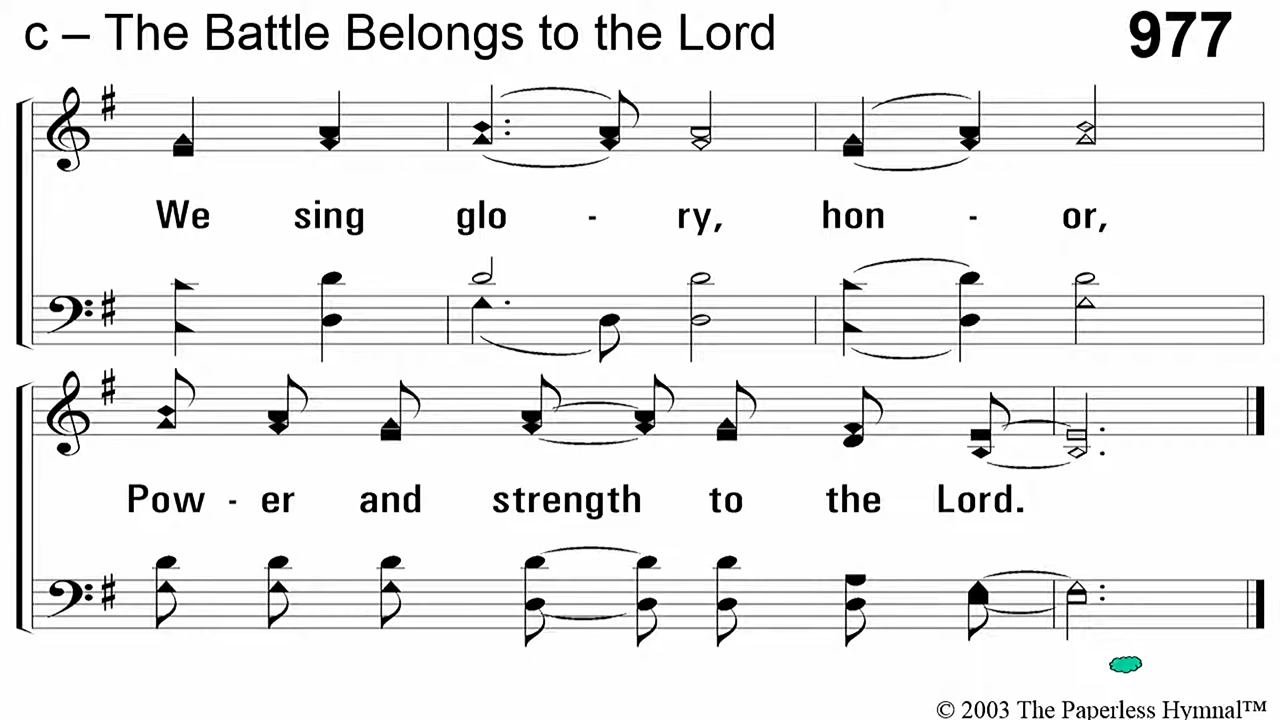 c – The Battle Belongs to the Lord 977
We sing glo - ry, hon - or,
Pow - er and strength to the Lord.
© 2003 The Paperless Hymnal™